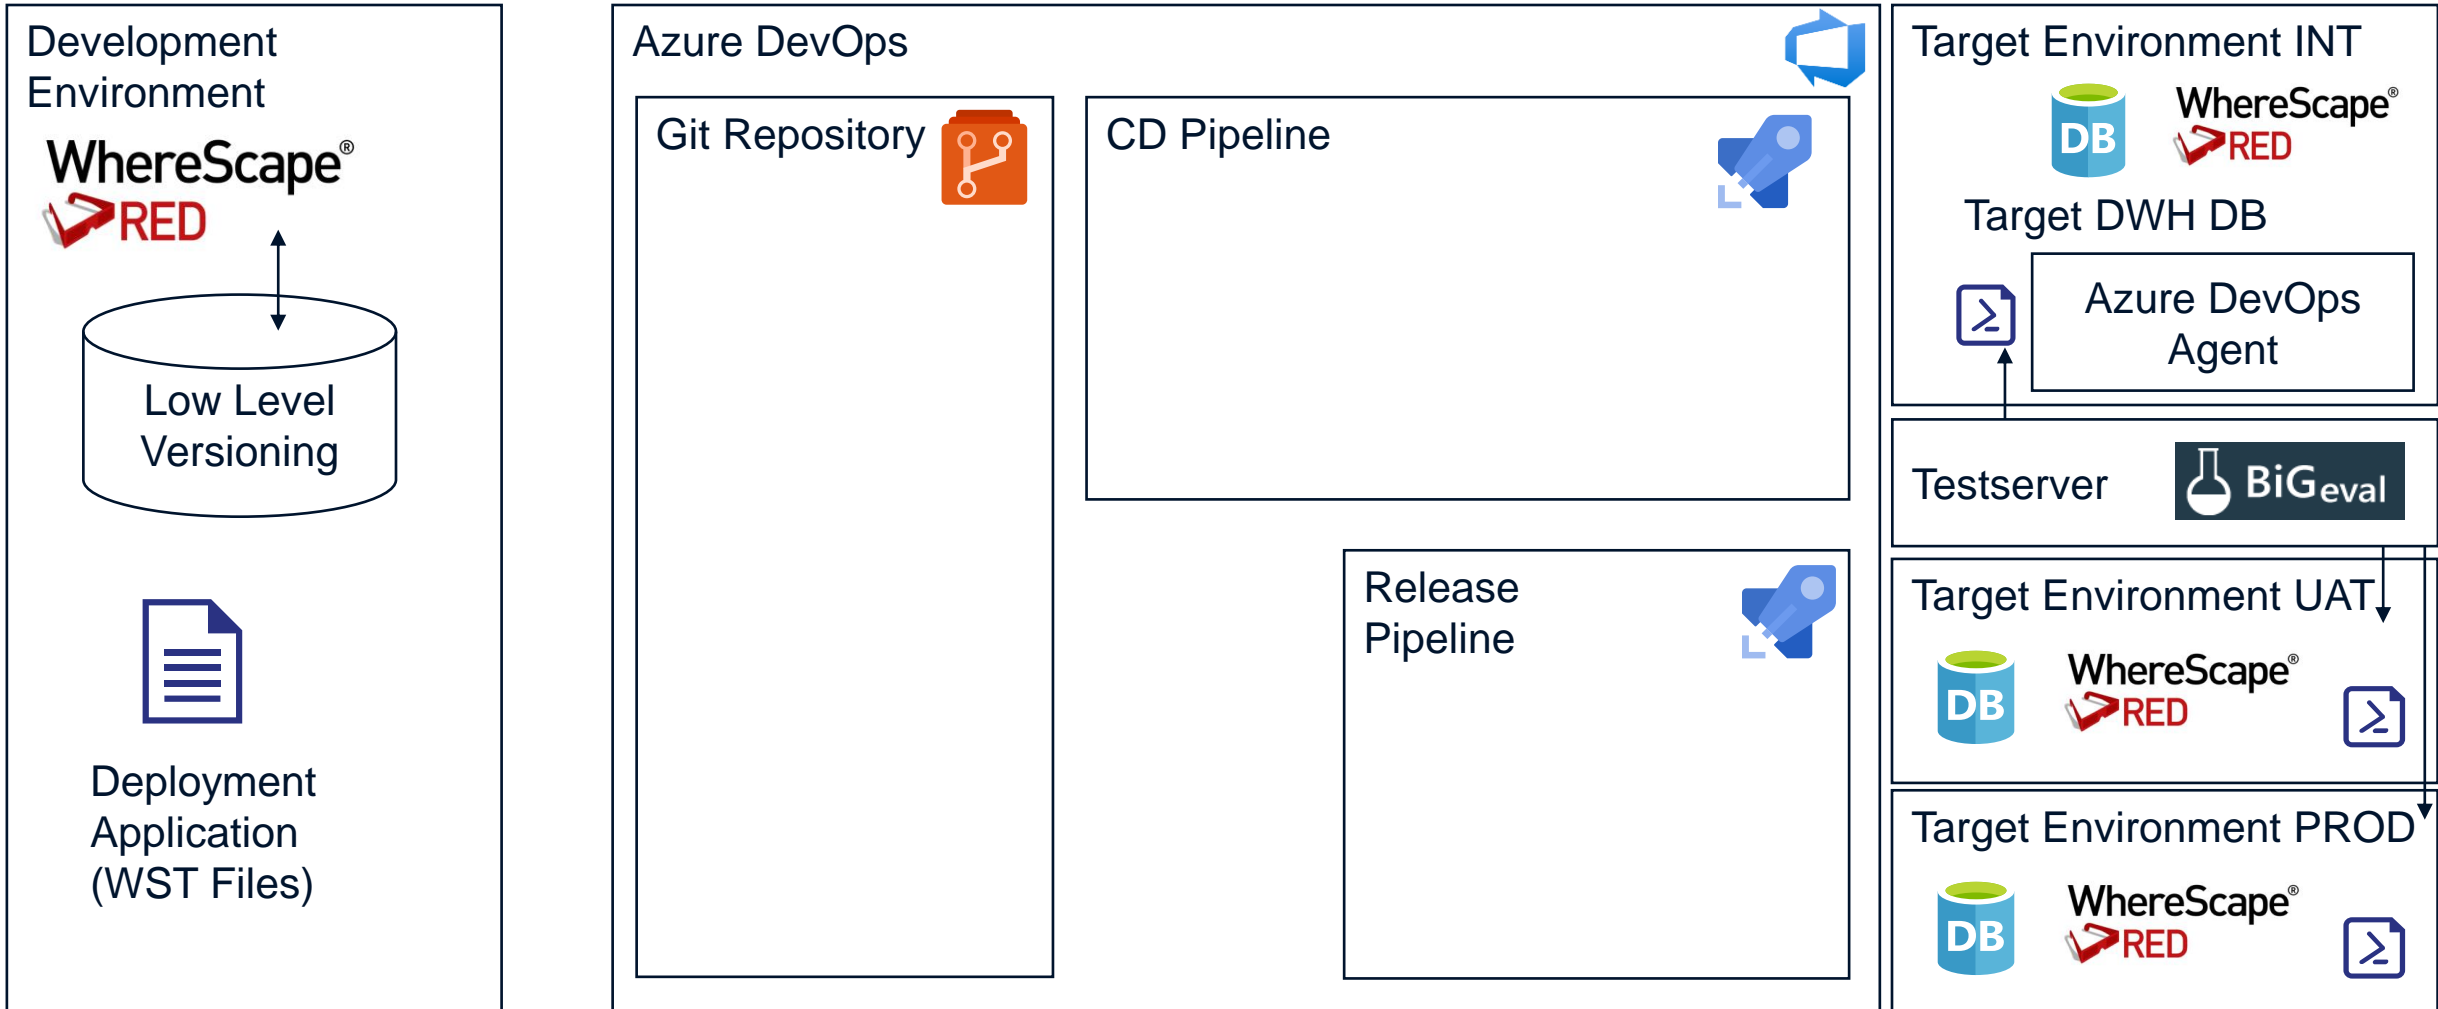 Development
Environment
WhereScape®
RED
Low Level
Versioning
Deployment
Application
(WST Files)
Azure DevOps
Git Repository
CD Pipeline
Release
Pipeline
Target Environment INT
DB
WhereScape®
RED
Target DWH DB
Azure DevOps
Agent
Testserver
BiGeval
Target Environment UAT
DB
WhereScape®
RED
Target Environment PROD
DB
WhereScape®
RED